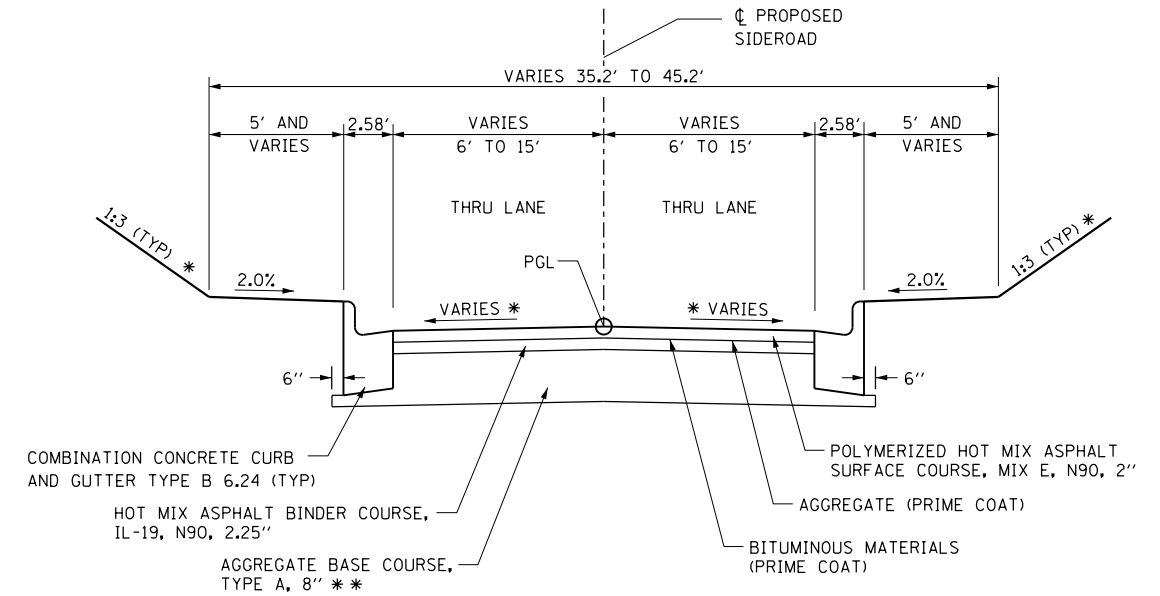 ℄ PROPOSED
SIDEROAD
VARIES 35.2' TO 45.2'
5' AND
VARIES
2.58'
VARIES
6' TO 15'
VARIES
6' TO 15'
2.58'
5' AND
VARIES
THRU LANE
THRU LANE
1:3 (TYP) *
1:3 (TYP) *
PGL
2.0%
2.0%
VARIES *
* VARIES
6''
6''
COMBINATION CONCRETE CURB
AND GUTTER TYPE B 6.24 (TYP)
POLYMERIZED HOT MIX ASPHALT
SURFACE COURSE, MIX E, N90, 2''
HOT MIX ASPHALT BINDER COURSE,
IL-19, N90, 2.25''
AGGREGATE (PRIME COAT)
BITUMINOUS MATERIALS
(PRIME COAT)
AGGREGATE BASE COURSE,
TYPE A, 8'' * *